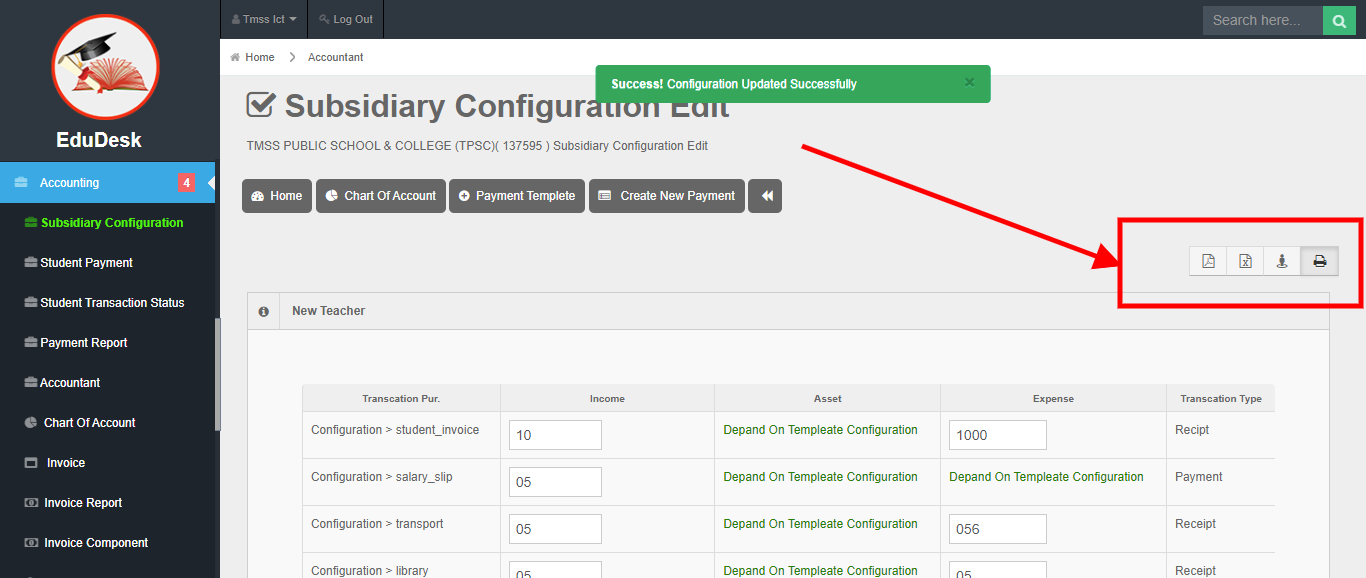 Tmss Ict
Log Out
Search here...
EduDesk
Home
Accountant
Success! Configuration Updated Successfully
Subsidiary Configuration Edit
TMSS PUBLIC SCHOOL & COLLEGE (TPSC)( 137595 ) Subsidiary Configuration Edit
Accounting 4
Subsidiary Configuration
Student Payment
Student Transaction Status
Payment Report
Accountant
Chart Of Account
Invoice
Invoice Report
Invoice Component
Home Chart Of Account Payment Templete Create New Payment
New Teacher
Transcation Pur. Income Asset Expense Transcation Type
Configuration > student_invoice 10 Depand On Templeate Configuration 1000 Recipt
Configuration > salary_slip 05 Depand On Templeate Configuration Depand On Templeate Configuration Payment
Configuration > transport 05 Depand On Templeate Configuration 056 Receipt
Configuration > library 05 Depand On Templeate Configuration 05 Receipt